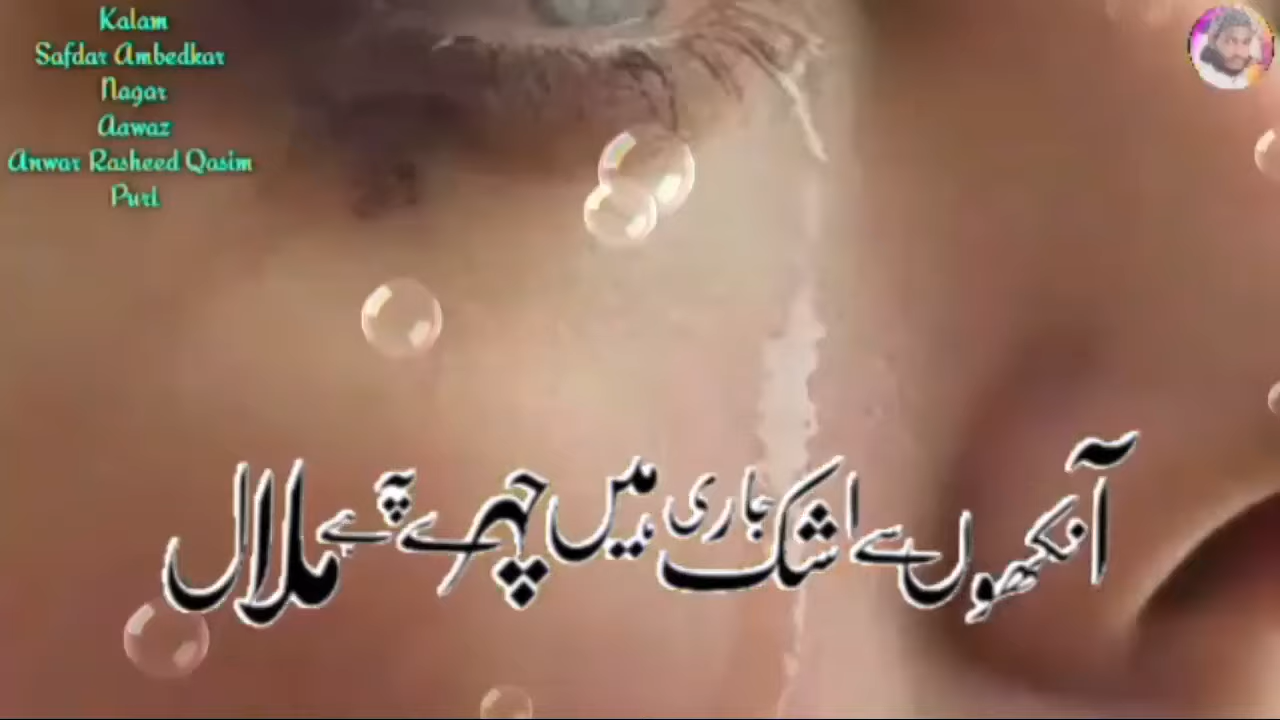 Kalam
Safdar Ambedkar
Nagar
Aawaz
Anwar Rasheed Qasim
Puri
آنکھوں سے اشک جاری ہیں چہرے پہ ہے ملال